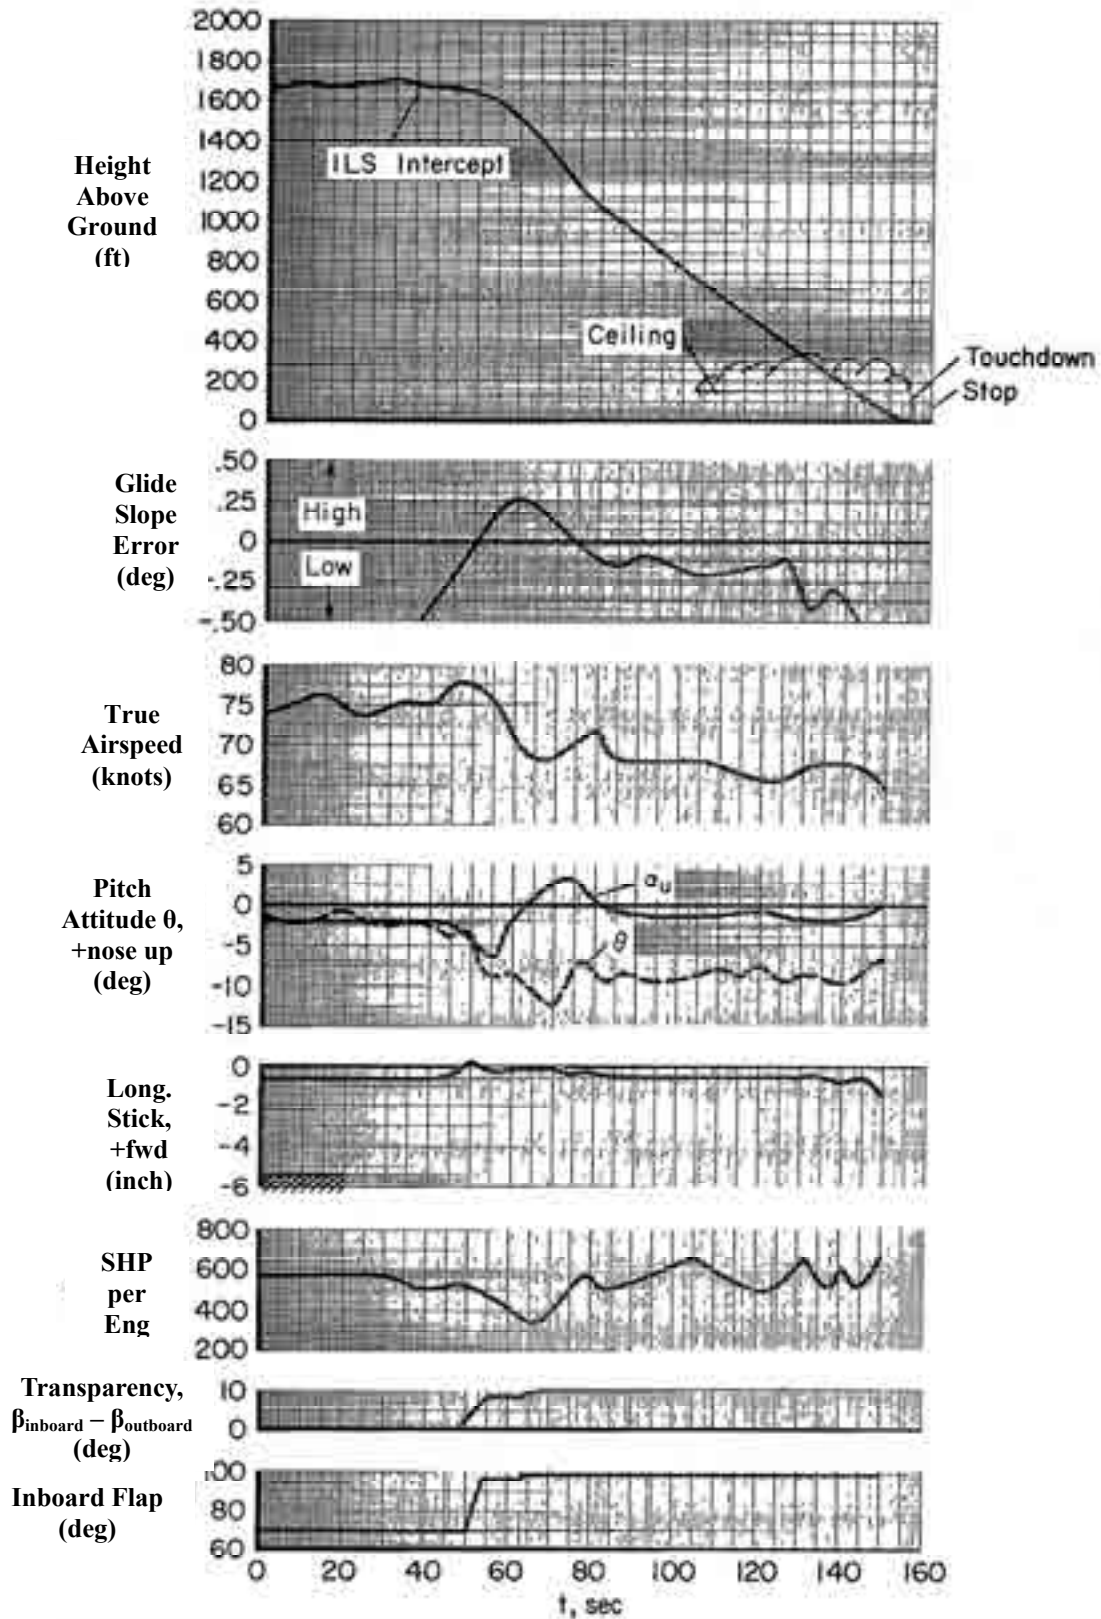 2000
1800
1600
1400
1200
1000
800
600
400
200
0
Height
Above
Ground
(ft)
ILS Intercept
Ceiling
Touchdown
Stop
.50
.25
0
-.25
-.50
Glide
Slope
Error
(deg)
High
Low
80
75
70
65
60
True
Airspeed
(knots)
5
0
-5
-10
-15
Pitch
Attitude θ,
+nose up
(deg)
αu
θ
0
-2
-4
-6
Long.
Stick,
+fwd
(inch)
800
600
400
200
SHP
per
Eng
10
0
Transparency,
βinboard – βoutboard
(deg)
00
80
60
Inboard Flap
(deg)
0 20 40 60 80 100 120 140 160
t, sec